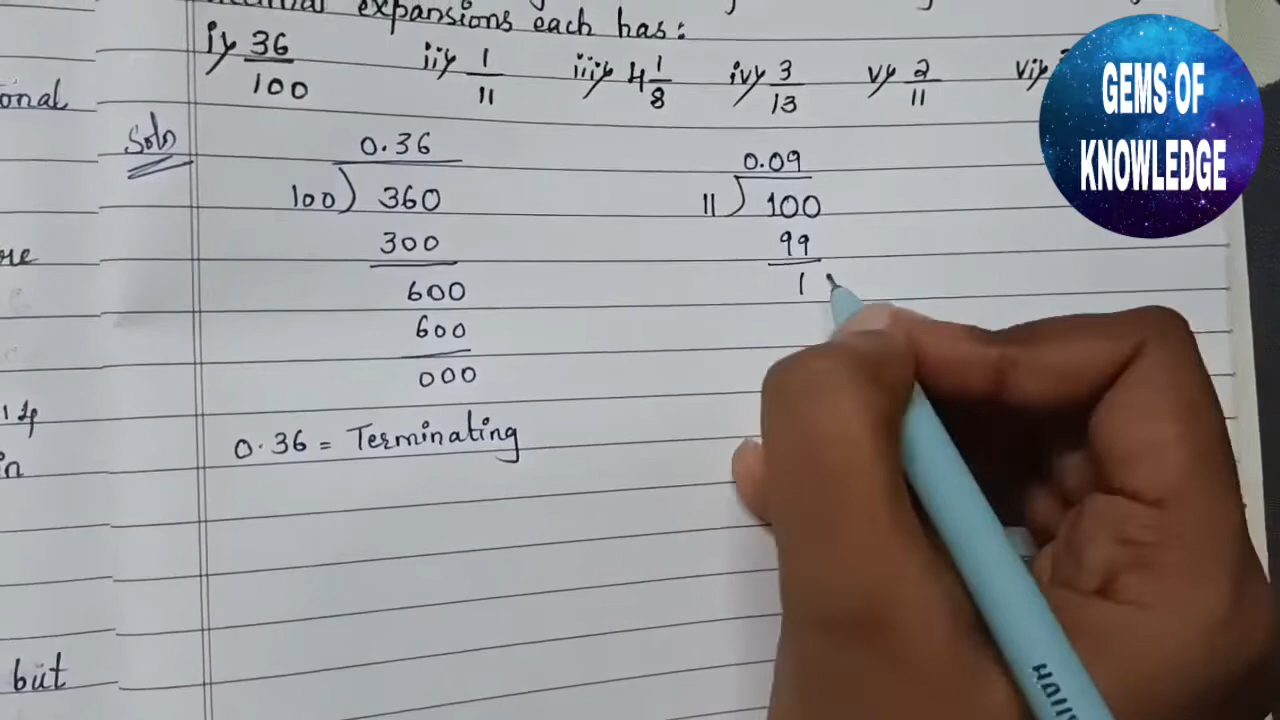 expansions each has:
i) 36/100 ii) 1/11 iii) 4 1/8 iv) 3/13 v) 2/11 vi)
GEMS OF
KNOWLEDGE
onal
Soln
0.36
100 ) 360
300
600
600
000
0.36 = Terminating
0.09
11 ) 100
99
1
but